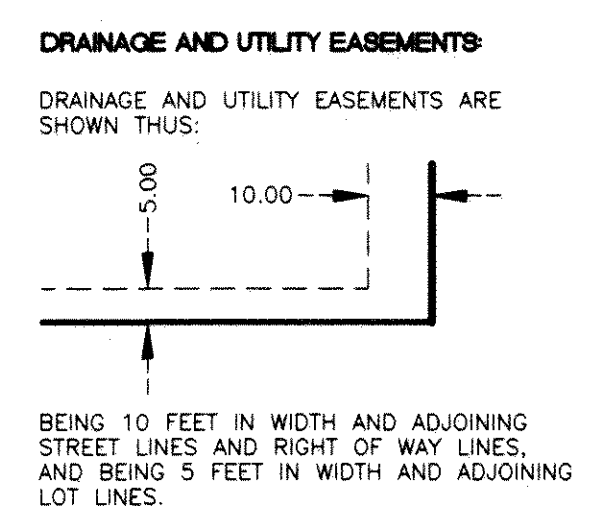 DRAINAGE AND UTILITY EASEMENTS:
DRAINAGE AND UTILITY EASEMENTS ARE
SHOWN THUS:
5.00
10.00
BEING 10 FEET IN WIDTH AND ADJOINING
STREET LINES AND RIGHT OF WAY LINES,
AND BEING 5 FEET IN WIDTH AND ADJOINING
LOT LINES.